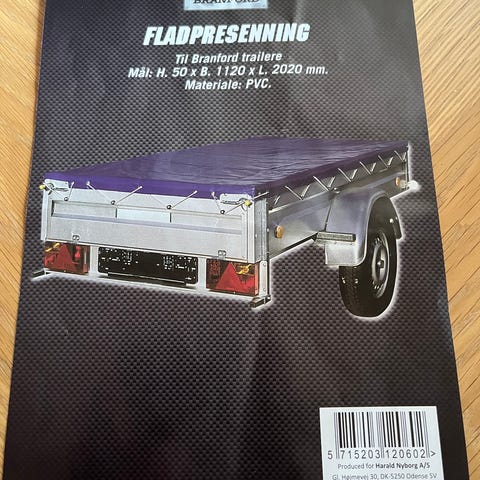 BRANFORD
FLADPRESENNING
Til Branford trailere
Mål: H. 50 x B. 1120 x L. 2020 mm.
Materiale: PVC.
5 715203 120602 >
Produced for Harald Nyborg A/S
Gl. Højmevej 30, DK-5250 Odense SV